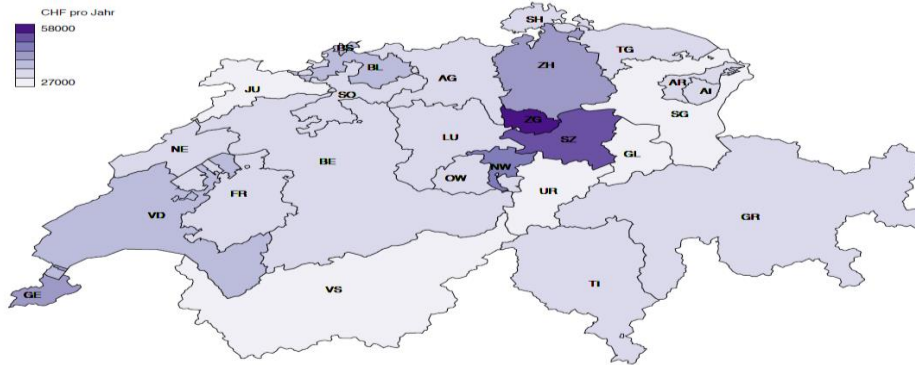 CHF pro Jahr
58000
27000
SH
BS
BL
AG
ZH
TG
AR
AI
JU
SO
SG
ZG
LU
SZ
NE
BE
OW
NW
GL
FR
UR
VD
GR
GE
VS
TI